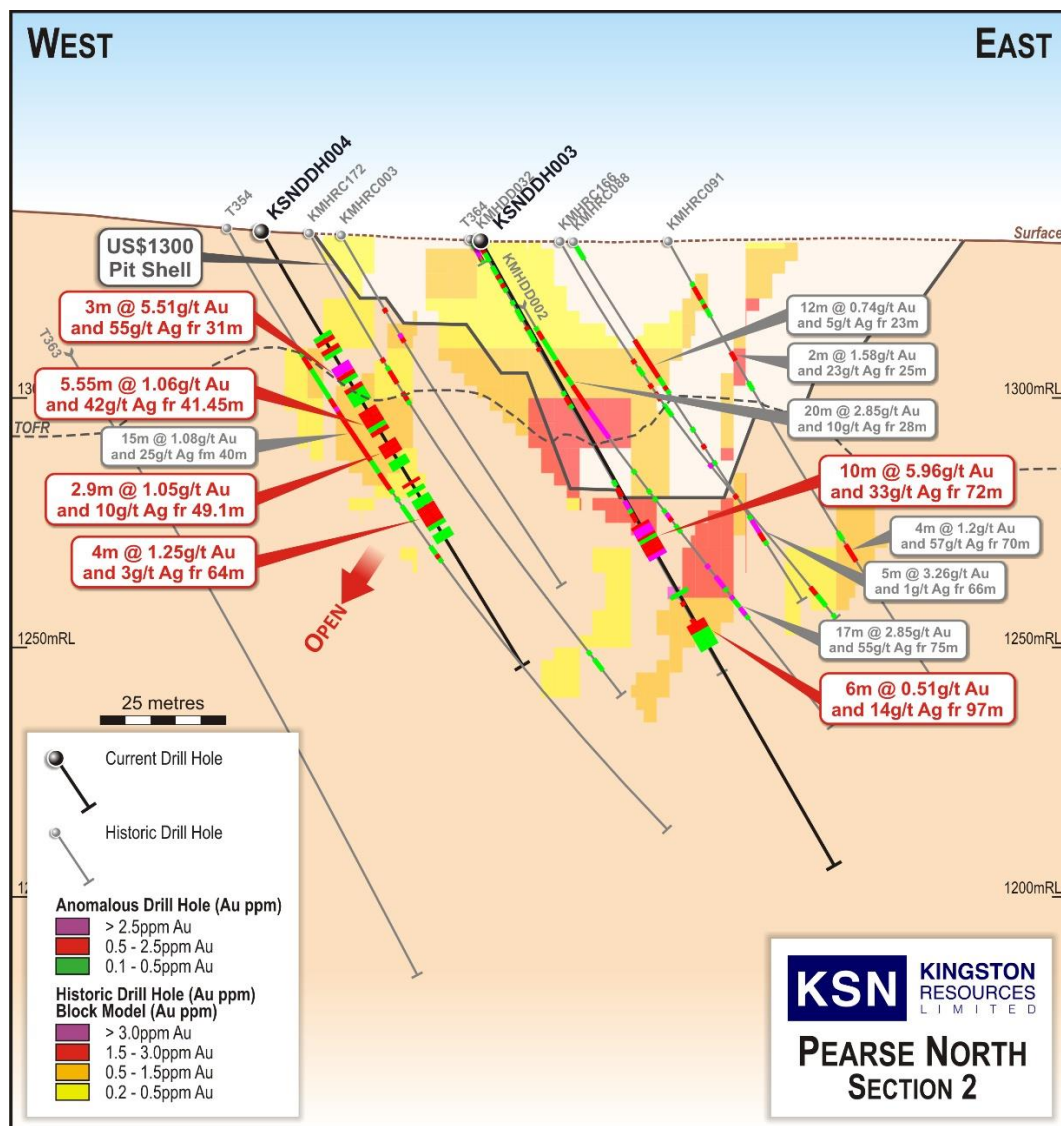 WEST
EAST
T354
KSNDDH004
KMHRC172
KMHRC003
T364
KMHDD032
KSNDDH003
KMHRC166
KMHRC088
KMHRC091
Surface
US$1300
Pit Shell
KMHDD002
T363
3m @ 5.51g/t Au
and 55g/t Ag fr 31m
5.55m @ 1.06g/t Au
and 42g/t Ag fr 41.45m
15m @ 1.08g/t Au
and 25g/t Ag fm 40m
2.9m @ 1.05g/t Au
and 10g/t Ag fr 49.1m
4m @ 1.25g/t Au
and 3g/t Ag fr 64m
12m @ 0.74g/t Au
and 5g/t Ag fr 23m
2m @ 1.58g/t Au
and 23g/t Ag fr 25m
1300mRL
20m @ 2.85g/t Au
and 10g/t Ag fr 28m
TOFR
10m @ 5.96g/t Au
and 33g/t Ag fr 72m
4m @ 1.2g/t Au
and 57g/t Ag fr 70m
5m @ 3.26g/t Au
and 1g/t Ag fr 66m
17m @ 2.85g/t Au
and 55g/t Ag fr 75m
6m @ 0.51g/t Au
and 14g/t Ag fr 97m
OPEN
1250mRL
1250mRL
25 metres
Current Drill Hole
Historic Drill Hole
1200mRL
Anomalous Drill Hole (Au ppm)
> 2.5ppm Au
0.5 - 2.5ppm Au
0.1 - 0.5ppm Au
Historic Drill Hole (Au ppm)
Block Model (Au ppm)
> 3.0ppm Au
1.5 - 3.0ppm Au
0.5 - 1.5ppm Au
0.2 - 0.5ppm Au
KSN
KINGSTON
RESOURCES
LIMITED
PEARSE NORTH
SECTION 2